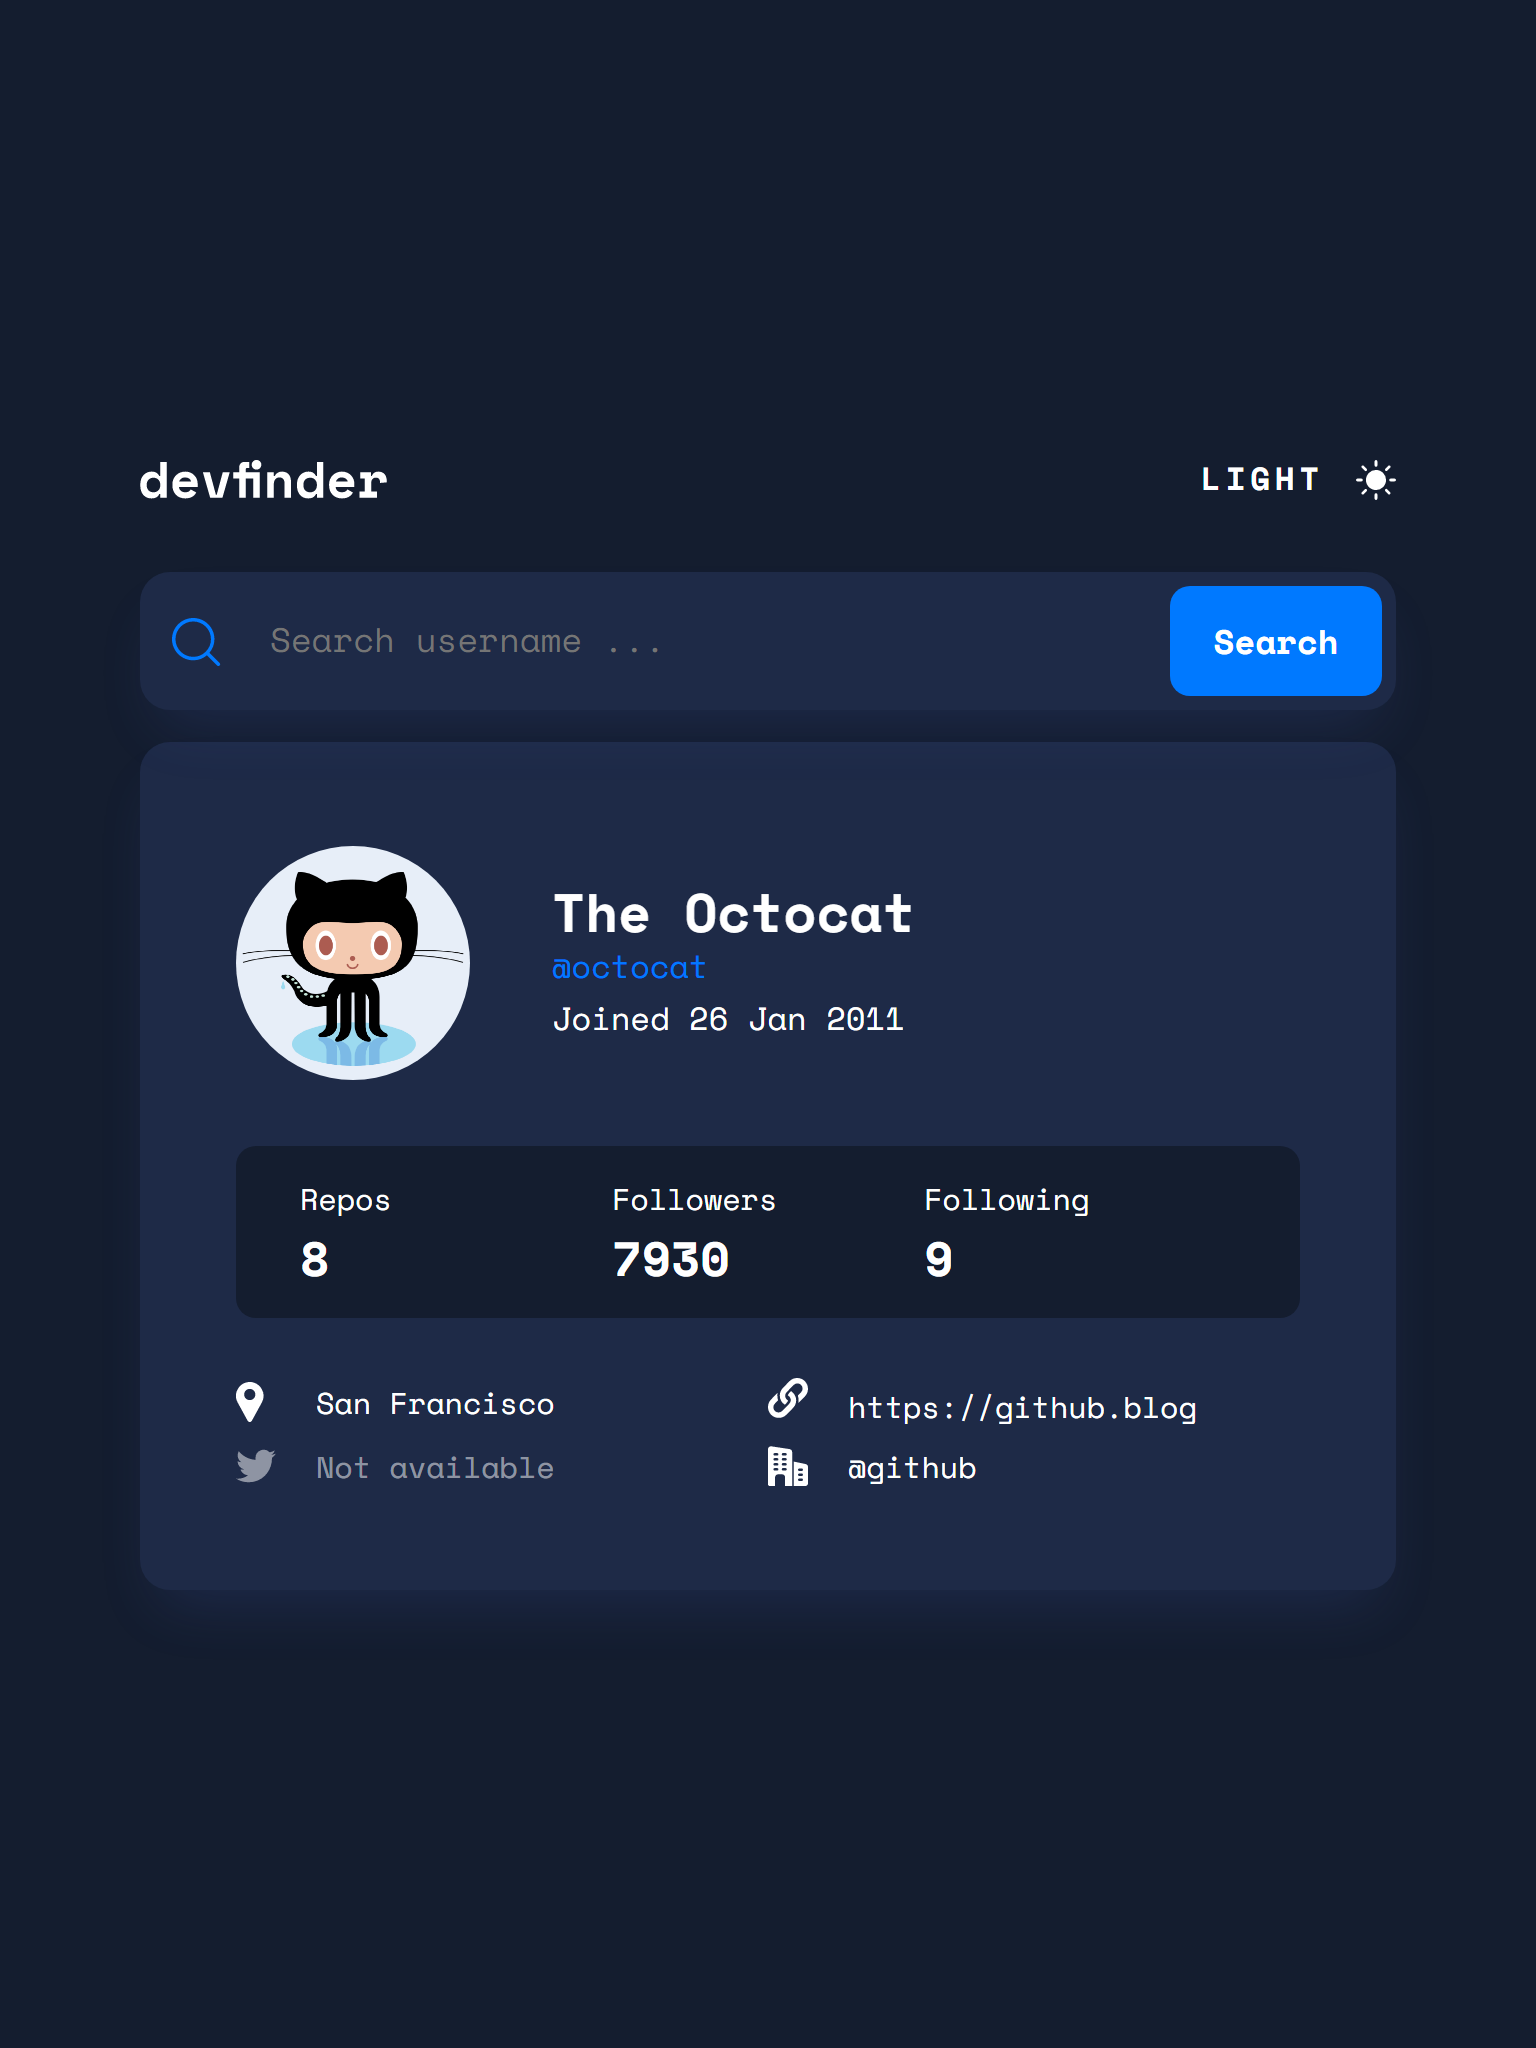 devfinder
LIGHT
Search username ...
Search
The Octocat
@octocat
Joined 26 Jan 2011
Repos
Followers
Following
8
7930
9
San Francisco
https://github.blog
Not available
@github